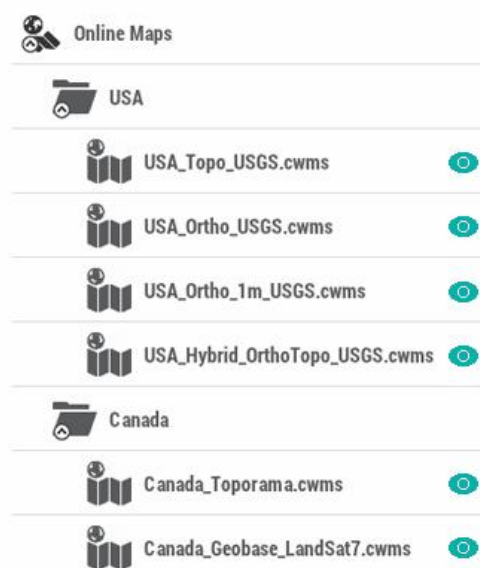 Online Maps
USA
USA_Topo_USGS.cwms
USA_Ortho_USGS.cwms
USA_Ortho_1m_USGS.cwms
USA_Hybrid_OrthoTopo_USGS.cwms
Canada
Canada_Toporama.cwms
Canada_Geobase_LandSat7.cwms